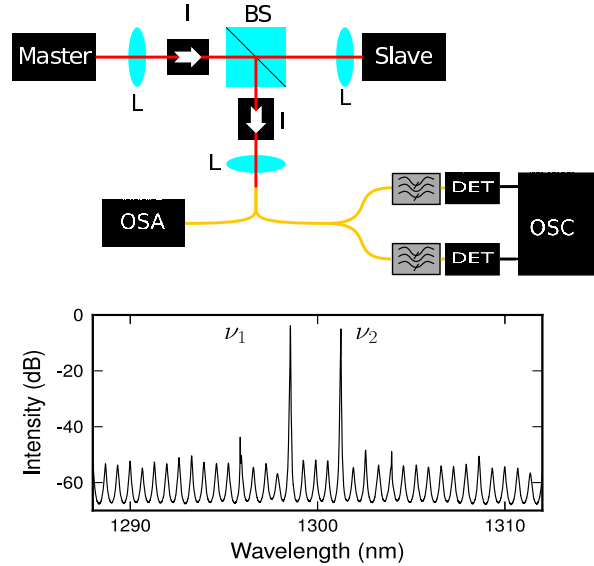 I BS
Master Slave
L L
I
L
DET
OSA OSC
DET
0
ν1 ν2
-20
-40
-60
Intensity (dB)
1290 1300 1310
Wavelength (nm)